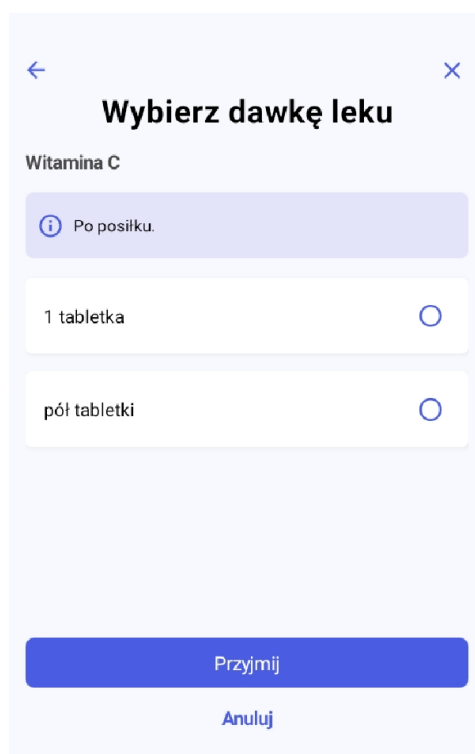 Wybierz dawkę leku
Witamina C
Po posiłku.
1 tabletka
pół tabletki
Przyjmij
Anuluj